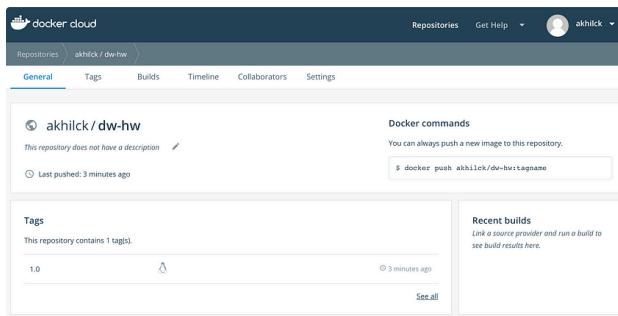 docker cloud
Repositories Get Help akhilck
Repositories akhilck / dw-hw
General Tags Builds Timeline Collaborators Settings
akhilck / dw-hw
This repository does not have a description
Last pushed: 3 minutes ago
Docker commands
You can always push a new image to this repository.
$ docker push akhilck/dw-hw:tagname
Tags
This repository contains 1 tag(s).
1.0 3 minutes ago
See all
Recent builds
Link a source provider and run a build to
see build results here.